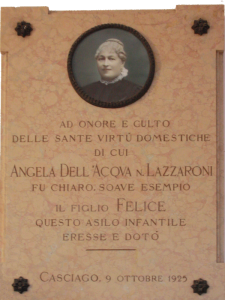 AD ONORE E CULTO
DELLE SANTE VIRTÙ DOMESTICHE
DI CUI
ANGELA DELL'ACQVA N. LAZZARONI
FU CHIARO, SOAVE ESEMPIO
IL FIGLIO FELICE
QUESTO ASILO INFANTILE
ERESSE E DOTÒ
CASCIAGO, 9 OTTOBRE 1925